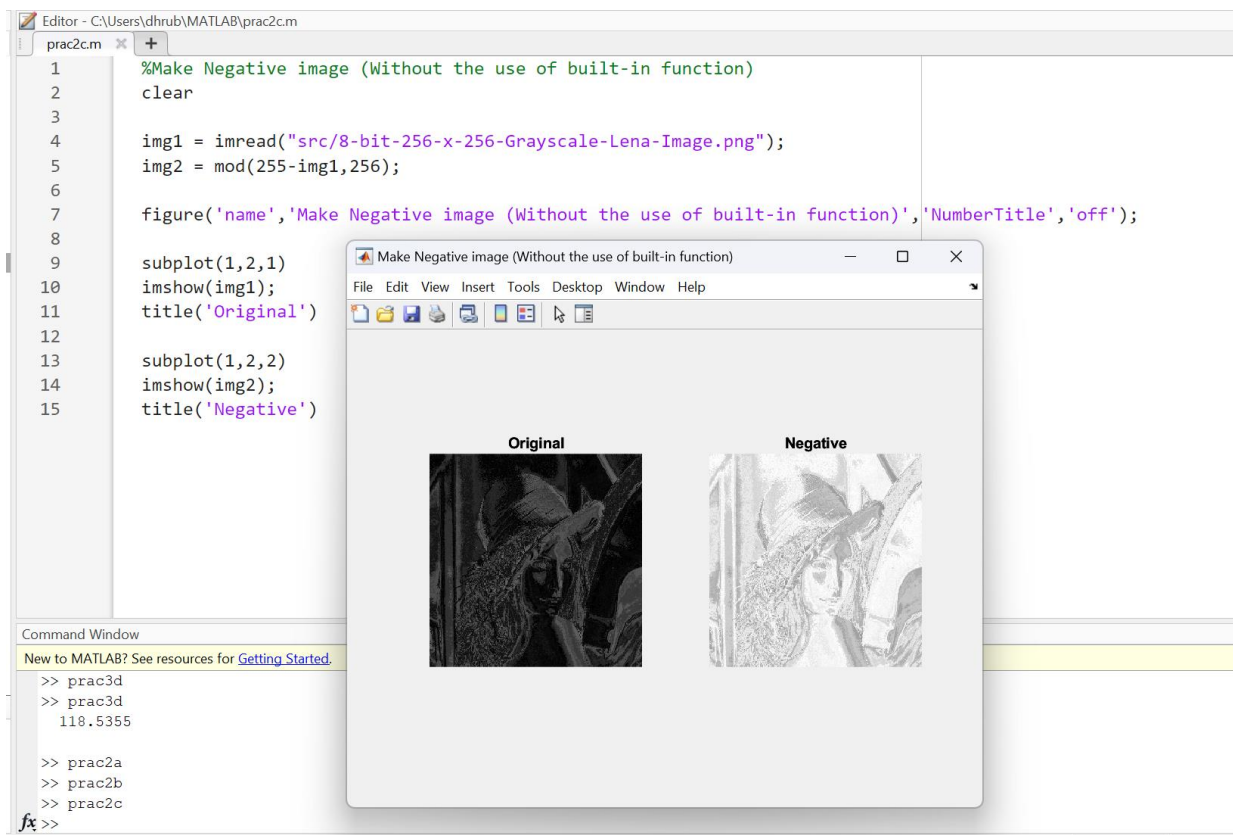 Editor - C:\Users\dhrub\MATLAB\prac2c.m
prac2c.m
1 %Make Negative image (Without the use of built-in function)
2 clear
3
4 img1 = imread("src/8-bit-256-x-256-Grayscale-Lena-Image.png");
5 img2 = mod(255-img1,256);
6
7 figure('name','Make Negative image (Without the use of built-in function)','NumberTitle','off');
8
9 subplot(1,2,1)
10 imshow(img1);
11 title('Original')
12
13 subplot(1,2,2)
14 imshow(img2);
15 title('Negative')
Make Negative image (Without the use of built-in function)
File Edit View Insert Tools Desktop Window Help
Original
Negative
Command Window
New to MATLAB? See resources for Getting Started.
>> prac3d
>> prac3d
118.5355
>> prac2a
>> prac2b
>> prac2c
fx >>